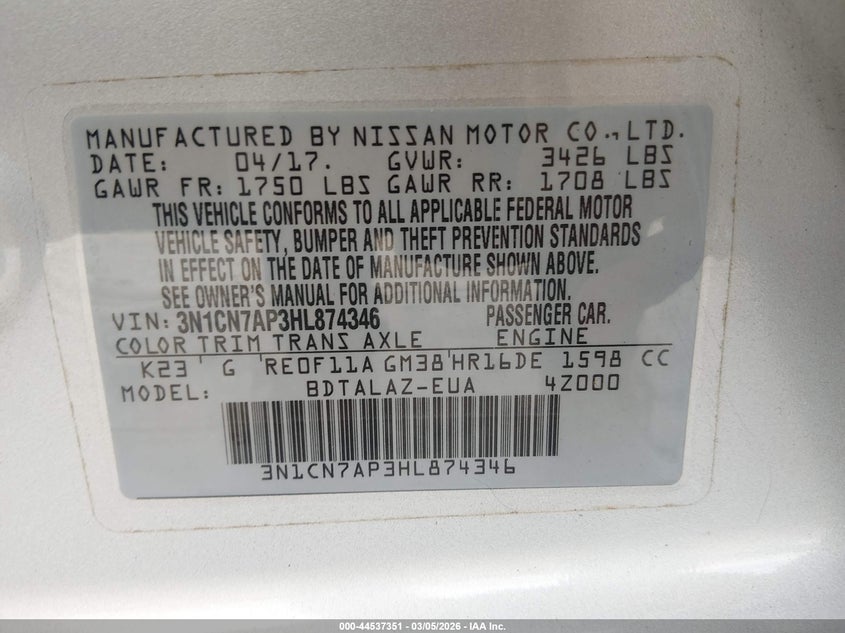 MANUFACTURED BY NISSAN MOTOR CO., LTD.
DATE: 04/17. GVWR: 3426 LBS
GAWR FR: 1750 LBS GAWR RR: 1708 LBS
THIS VEHICLE CONFORMS TO ALL APPLICABLE FEDERAL MOTOR
VEHICLE SAFETY, BUMPER AND THEFT PREVENTION STANDARDS
IN EFFECT ON THE DATE OF MANUFACTURE SHOWN ABOVE.
SEE OWNER'S MANUAL FOR ADDITIONAL INFORMATION.
VIN: 3N1CN7AP3HL874346 PASSENGER CAR.
COLOR TRIM TRANS AXLE ENGINE
K23 G RE0F11A GM38 HR16DE 1598 CC
MODEL: BDTALAZ-EUA 4Z000
3N1CN7AP3HL874346
000-44537351 | 03/05/2026 - IAA Inc.